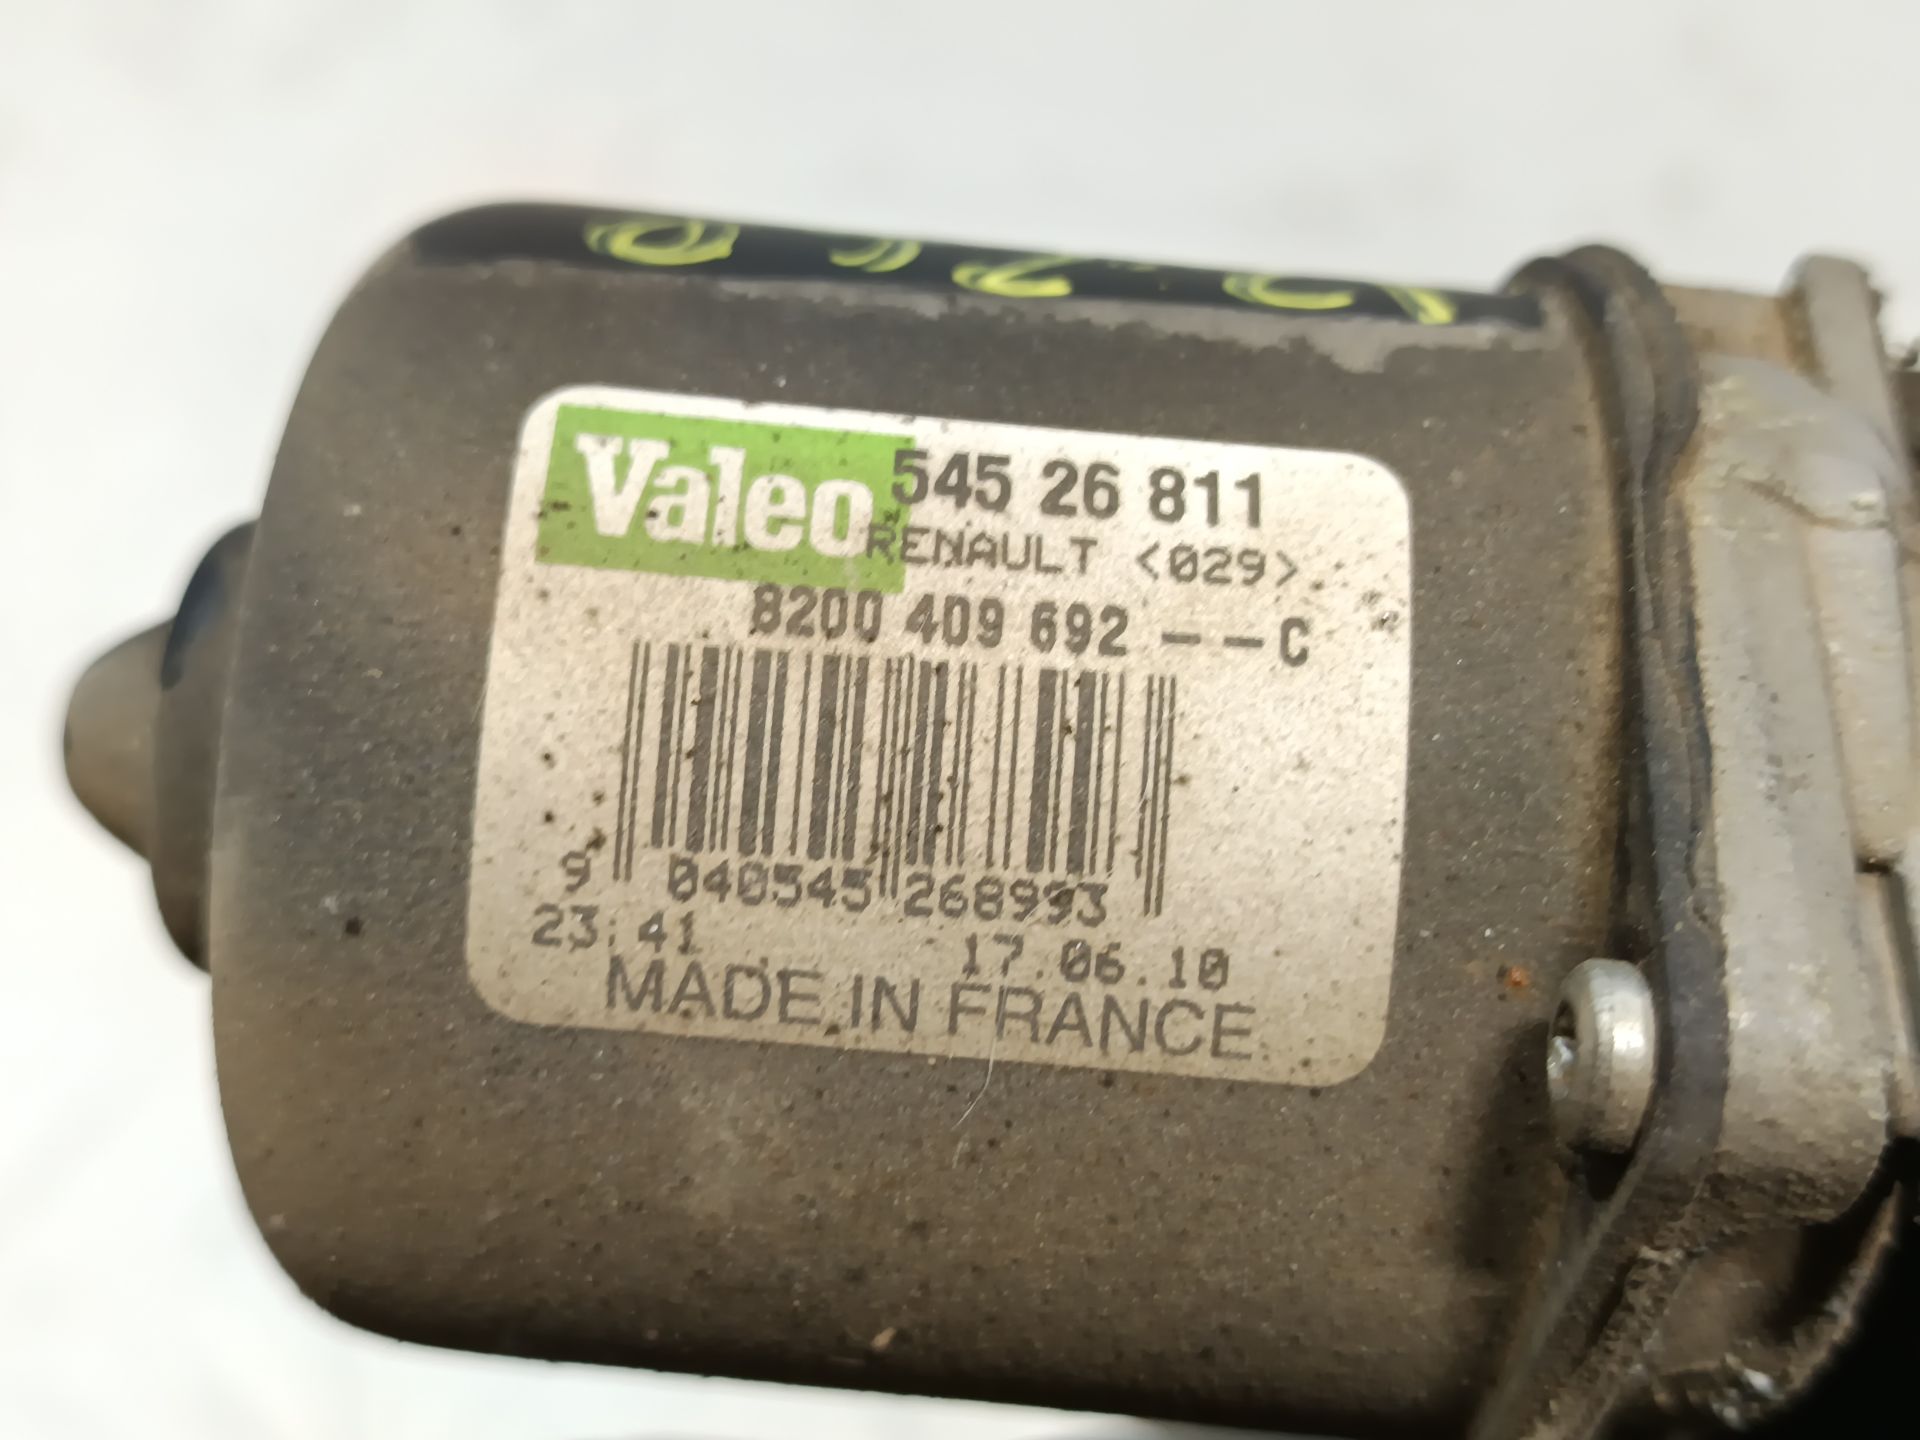 Valeo 545 26 811
RENAULT <029>
8200 409 692 -- C
9 040545 268993
23:41 17.06.10
MADE IN FRANCE